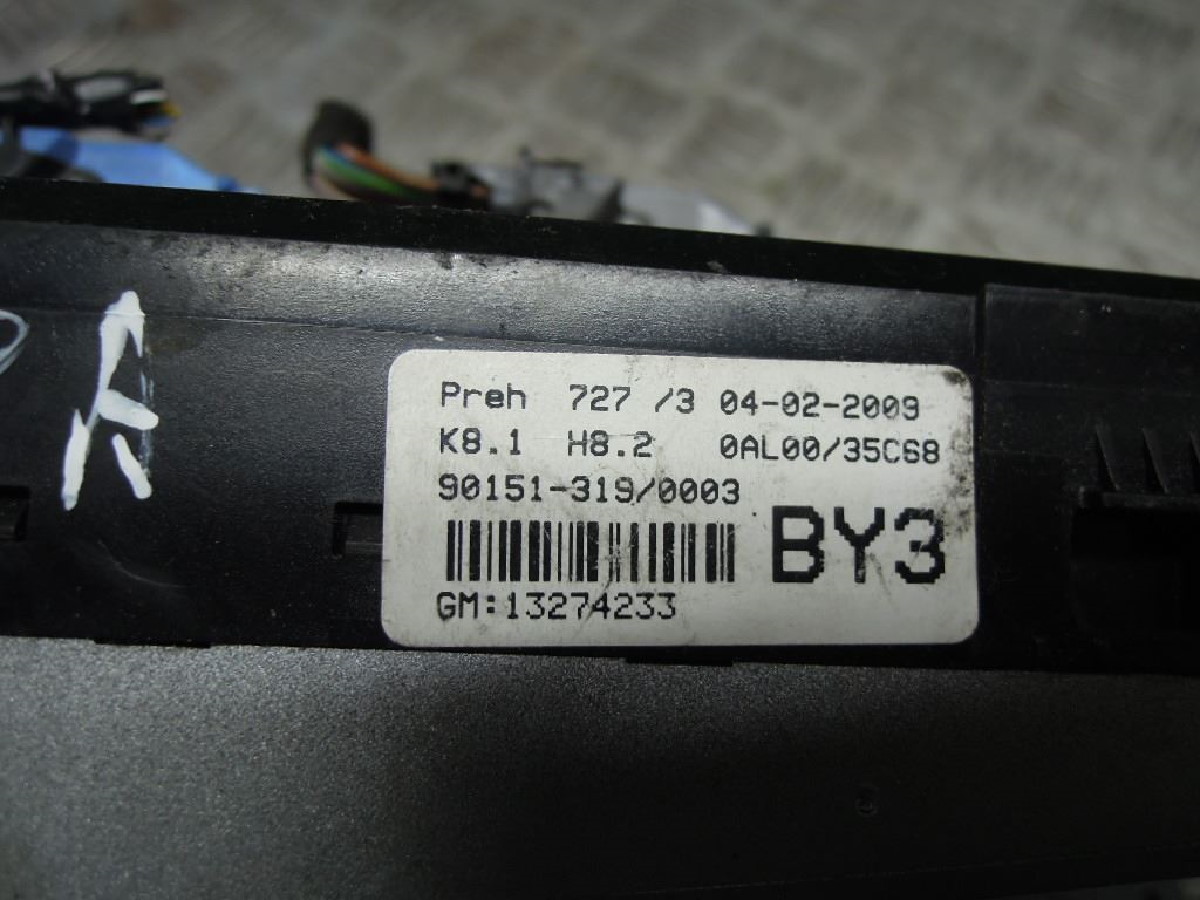 Preh 727 /3 04-02-2009
K8.1 H8.2 0AL00/35C68
90151-319/0003
BY3
GM:13274233